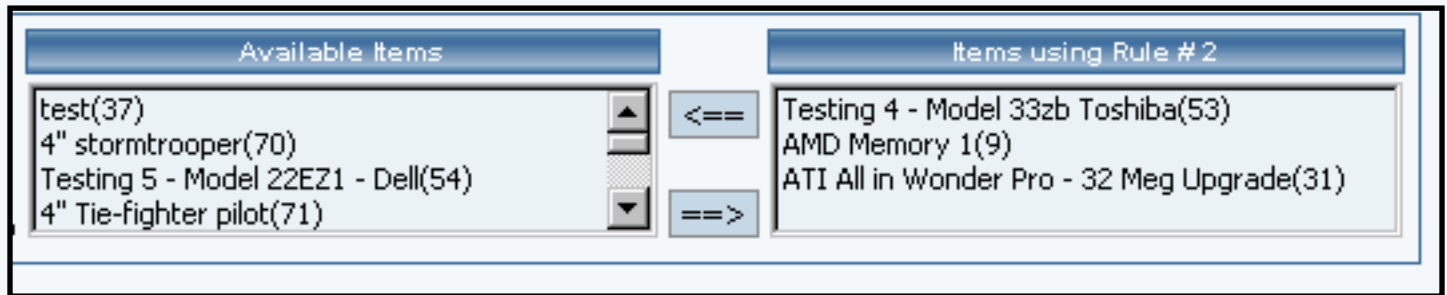 Available Items
test(37)
4" stormtrooper(70)
Testing 5 - Model 22EZ1 - Dell(54)
4" Tie-fighter pilot(71)
<==
==>
Items using Rule # 2
Testing 4 - Model 33zb Toshiba(53)
AMD Memory 1(9)
ATI All in Wonder Pro - 32 Meg Upgrade(31)